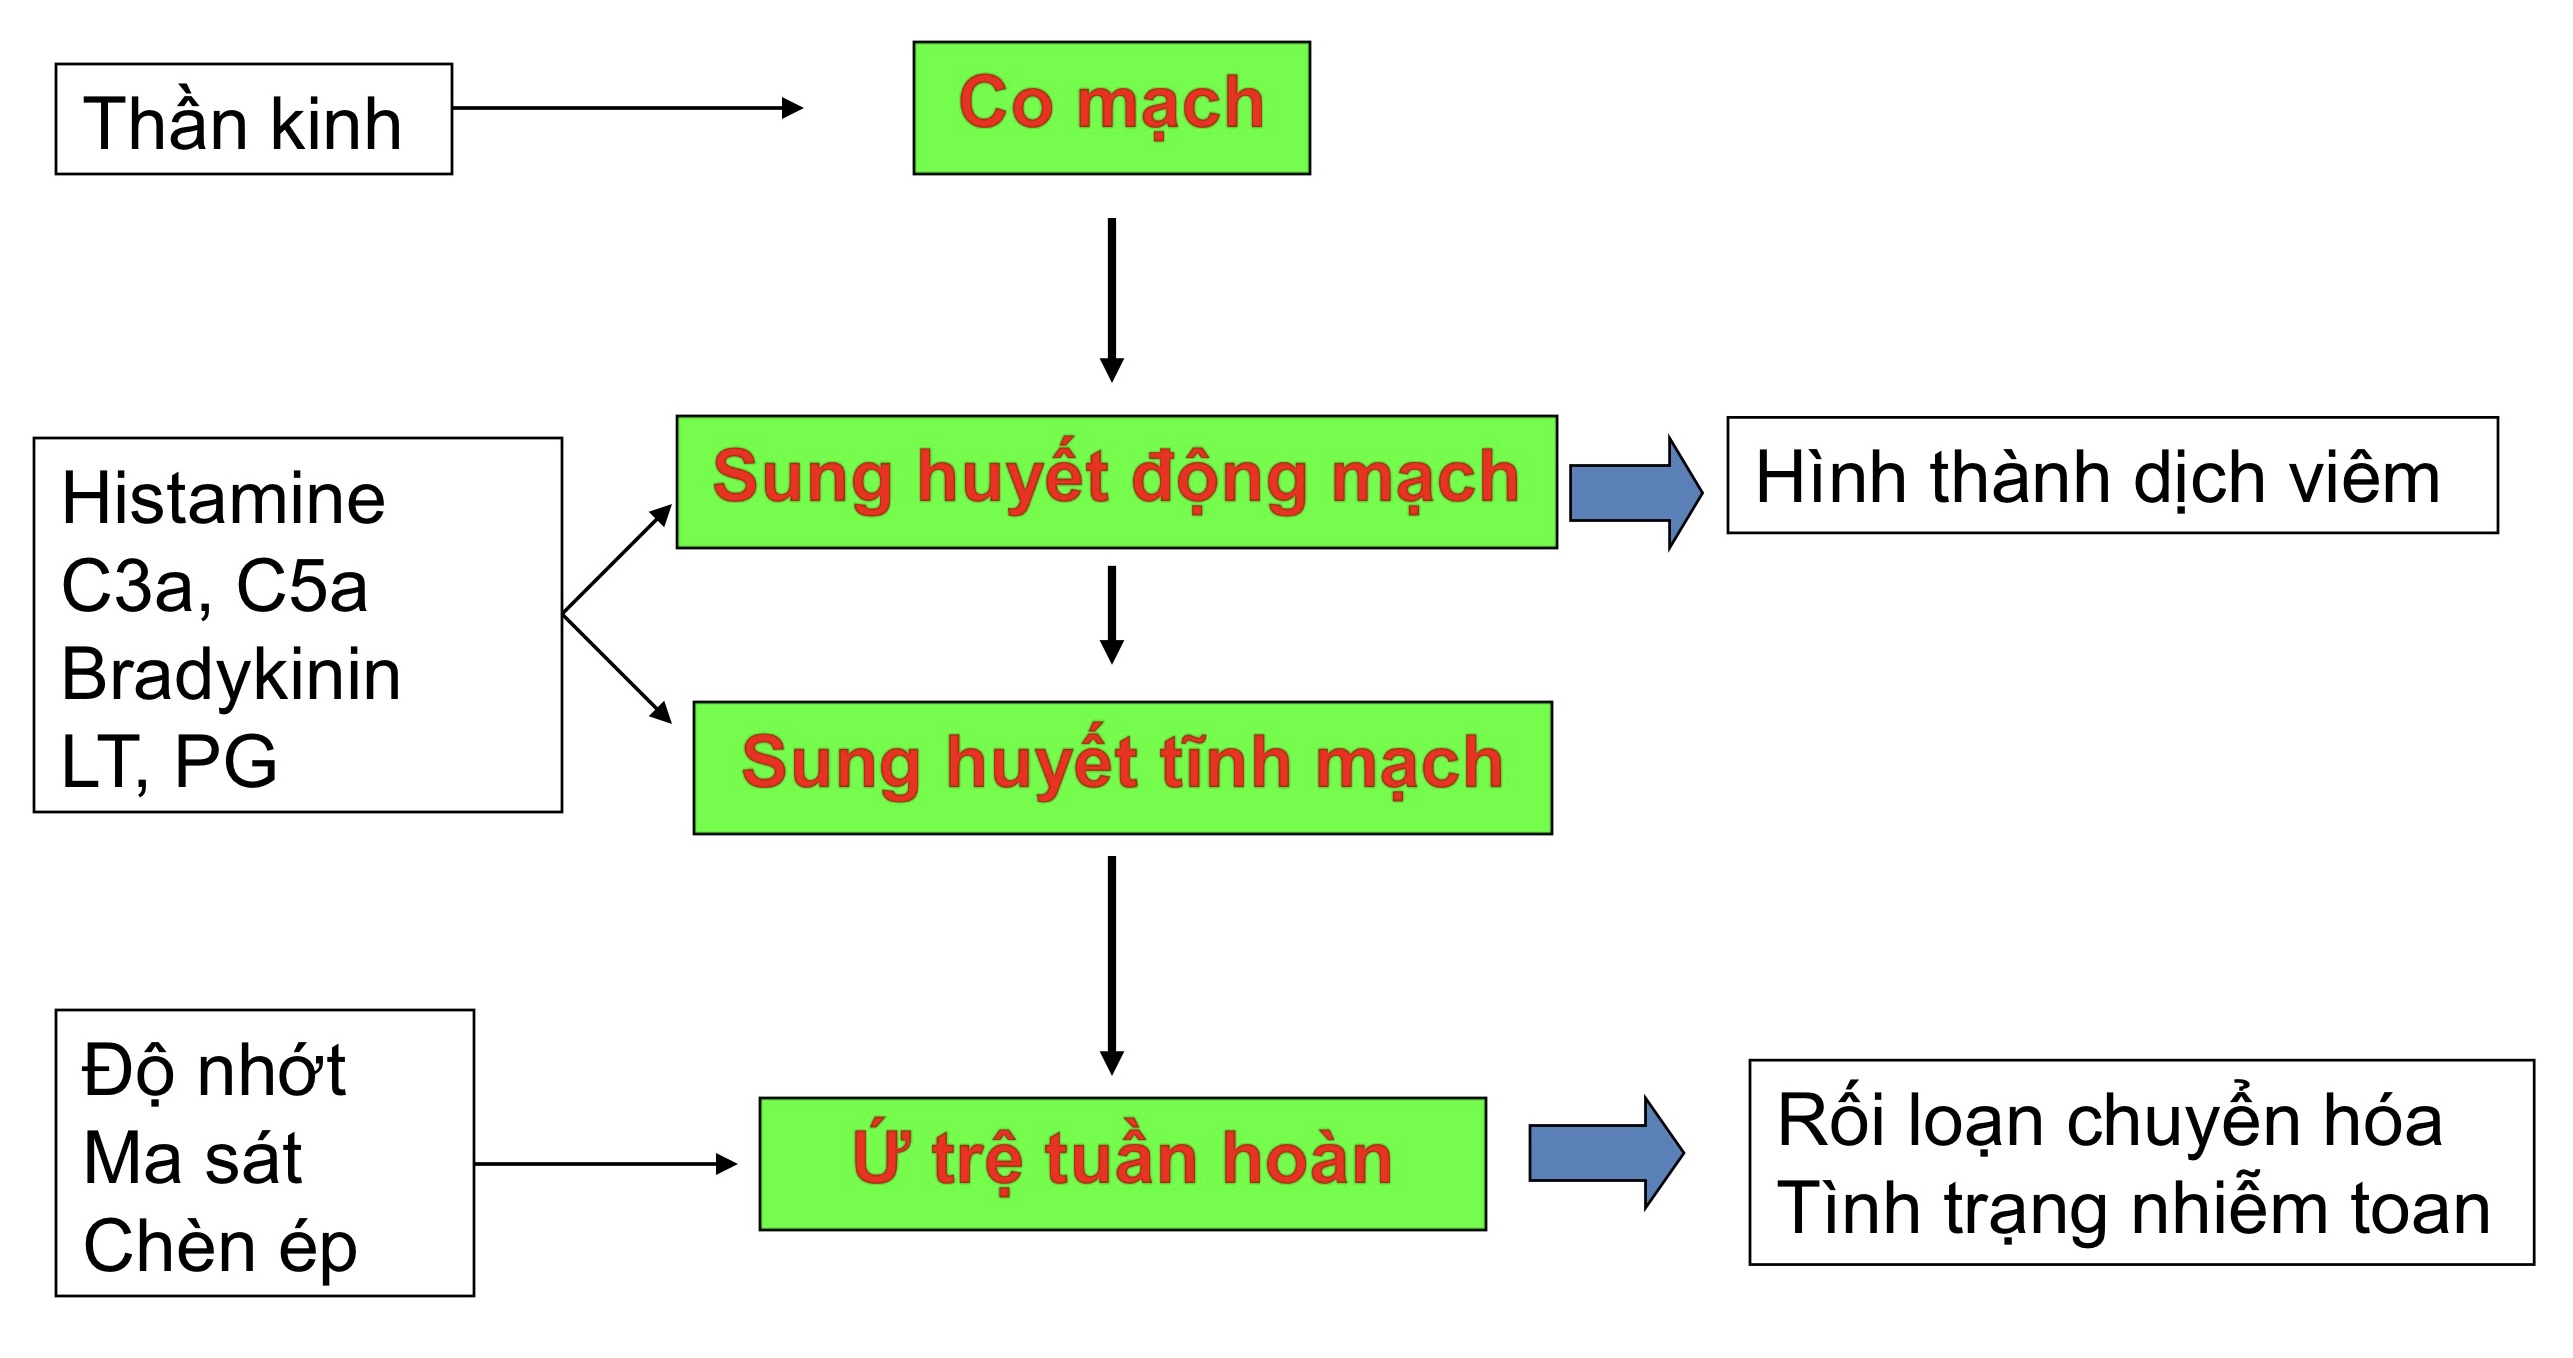 Thần kinh
Co mạch
Histamine
C3a, C5a
Bradykinin
LT, PG
Sung huyết động mạch
Hình thành dịch viêm
Sung huyết tĩnh mạch
Độ nhớt
Ma sát
Chèn ép
Ứ trệ tuần hoàn
Rối loạn chuyển hóa
Tình trạng nhiễm toan